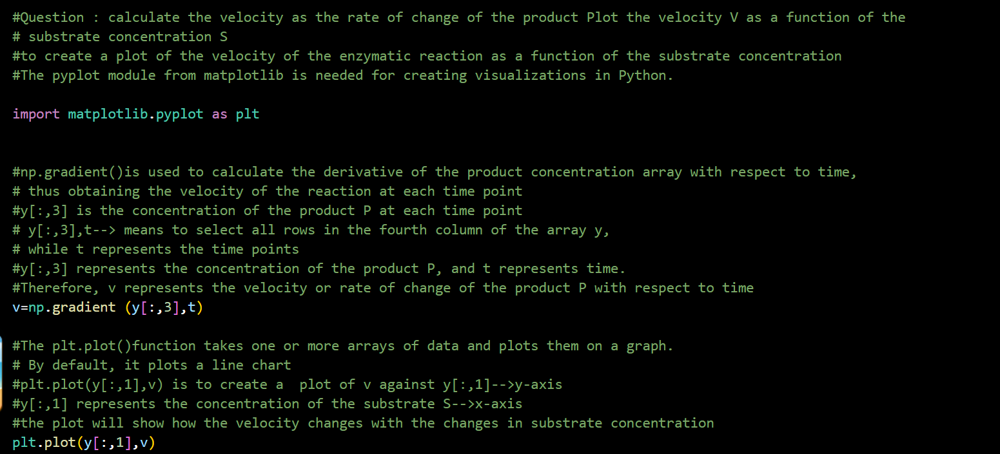 #Question : calculate the velocity as the rate of change of the product Plot the velocity V as a function of the
# substrate concentration S
#to create a plot of the velocity of the enzymatic reaction as a function of the substrate concentration
#The pyplot module from matplotlib is needed for creating visualizations in Python.
import matplotlib.pyplot as plt
#np.gradient()is used to calculate the derivative of the product concentration array with respect to time,
# thus obtaining the velocity of the reaction at each time point
#y[:,3] is the concentration of the product P at each time point
# y[:,3],t--> means to select all rows in the fourth column of the array y,
# while t represents the time points
#y[:,3] represents the concentration of the product P, and t represents time.
#Therefore, v represents the velocity or rate of change of the product P with respect to time
v=np.gradient (y[:,3],t)
#The plt.plot()function takes one or more arrays of data and plots them on a graph.
# By default, it plots a line chart
#plt.plot(y[:,1],v) is to create a  plot of v against y[:,1]-->y-axis
#y[:,1] represents the concentration of the substrate S-->x-axis
#the plot will show how the velocity changes with the changes in substrate concentration
plt.plot(y[:,1],v)